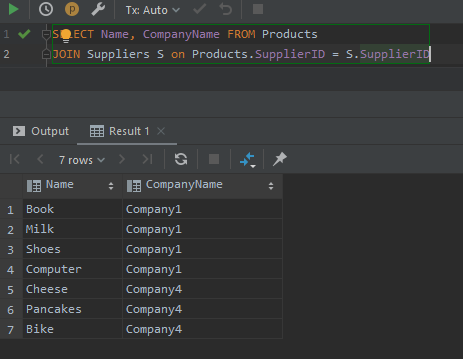 Tx: Auto
1 SELECT Name, CompanyName FROM Products
2 JOIN Suppliers S on Products.SupplierID = S.SupplierID
Output Result 1
7 rows
Name CompanyName
1 Book Company1
2 Milk Company1
3 Shoes Company1
4 Computer Company1
5 Cheese Company4
6 Pancakes Company4
7 Bike Company4